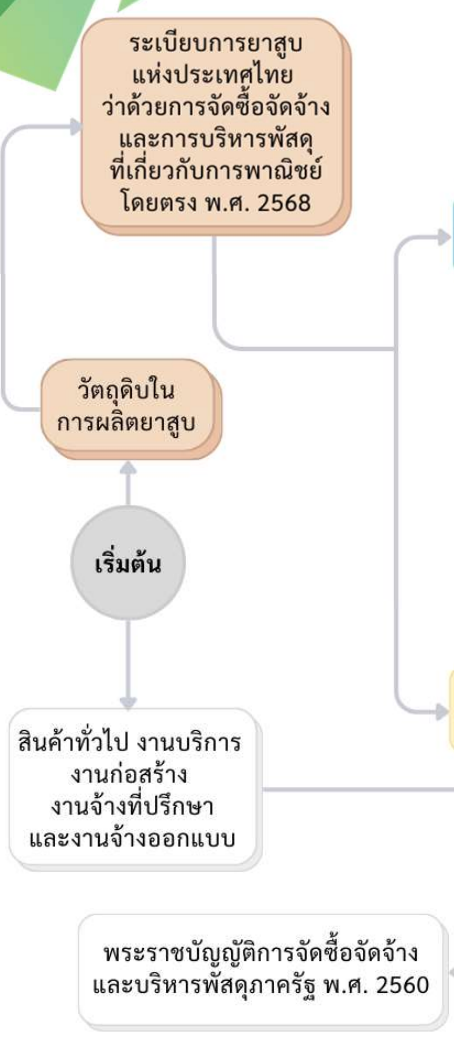 ระเบียบการยาสูบ
แห่งประเทศไทย
ว่าด้วยการจัดซื้อจัดจ้าง
และการบริหารพัสดุ
ที่เกี่ยวกับการพาณิชย์
โดยตรง พ.ศ. 2568
วัตถุดิบใน
การผลิตยาสูบ
เริ่มต้น
สินค้าทั่วไป งานบริการ
งานก่อสร้าง
งานจ้างที่ปรึกษา
และงานจ้างออกแบบ
พระราชบัญญัติการจัดซื้อจัดจ้าง
และบริหารพัสดุภาครัฐ พ.ศ. 2560